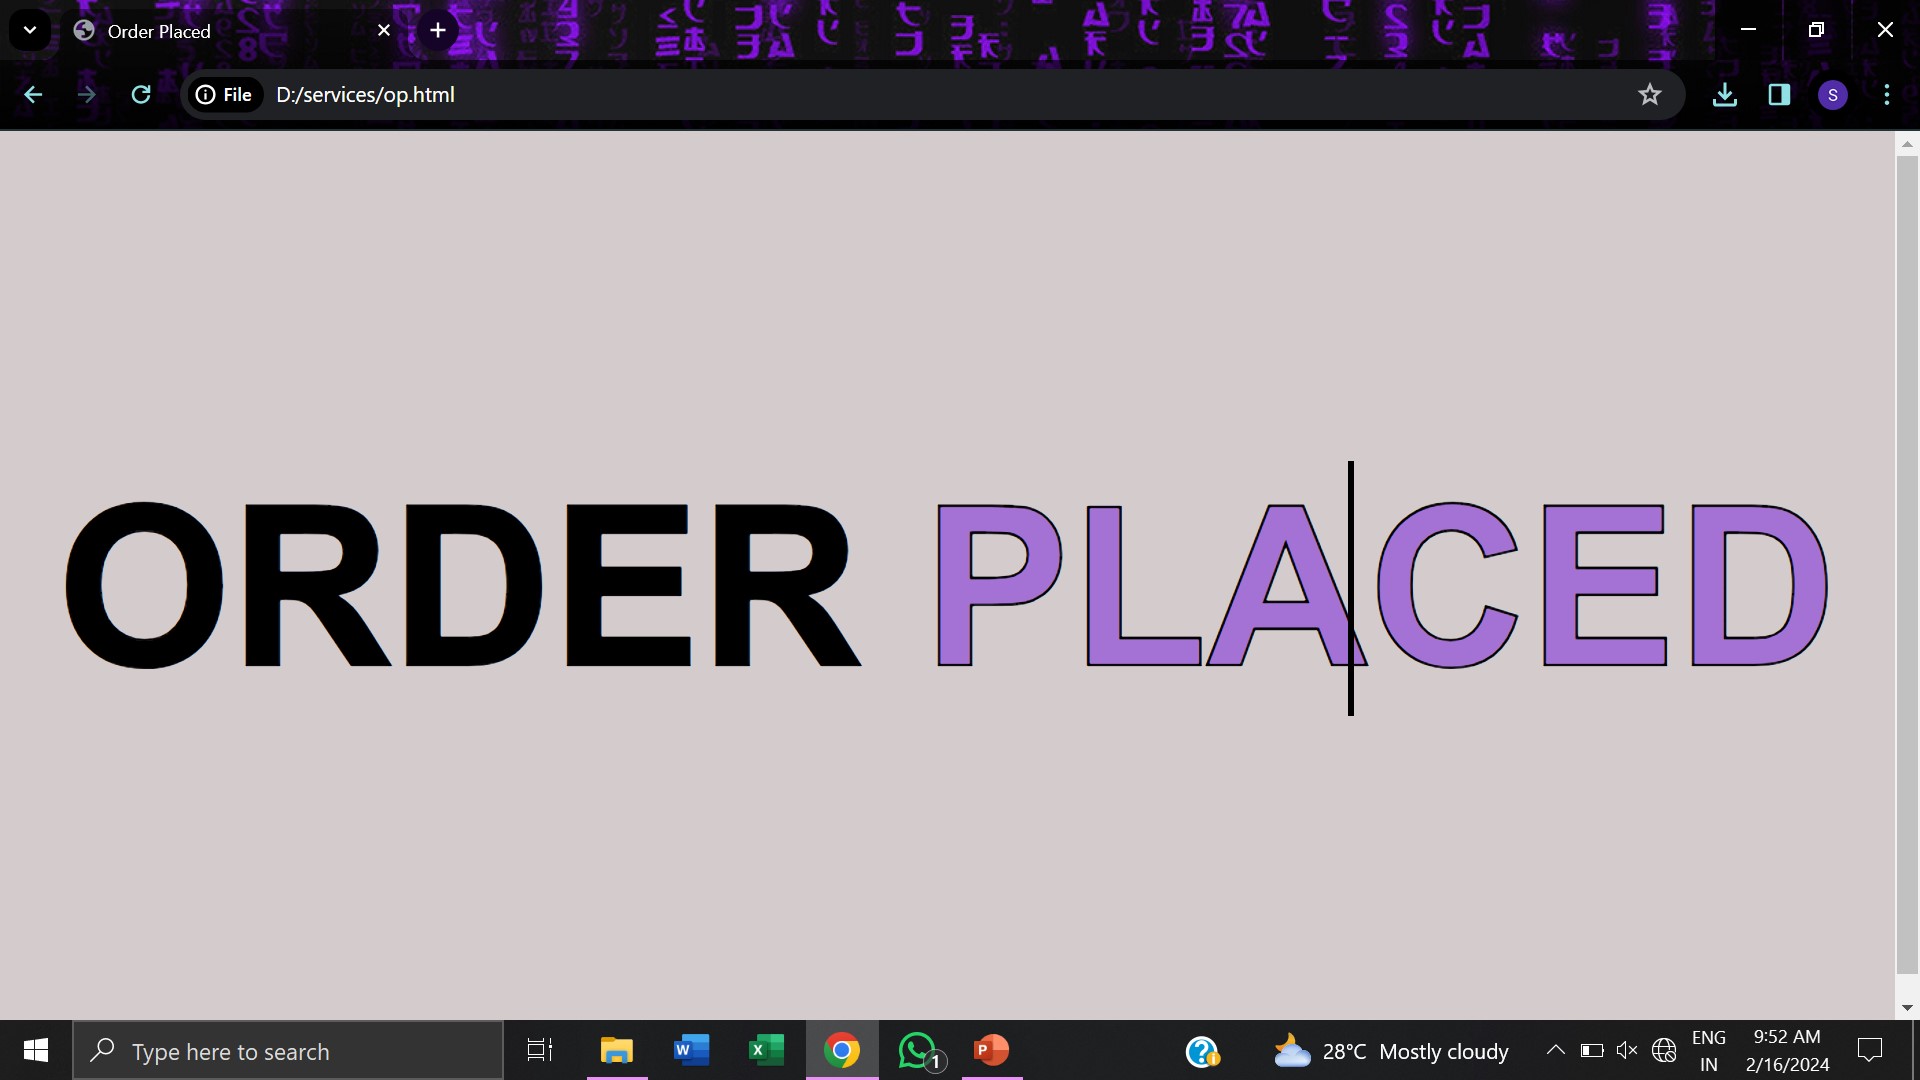 Order Placed
File D:/services/op.html
S
ORDER PLACED
Type here to search
W
X
1
P
28°C Mostly cloudy
ENG
IN
9:52 AM
2/16/2024